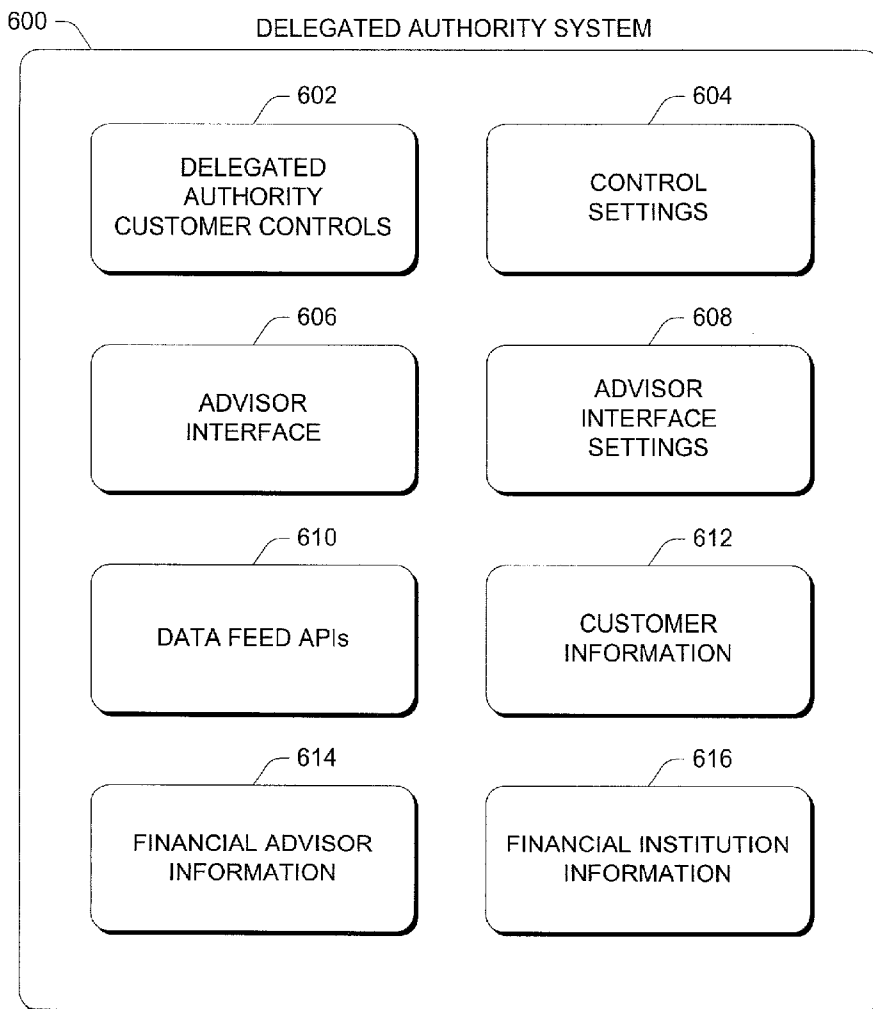 600
DELEGATED AUTHORITY SYSTEM
602
DELEGATED
AUTHORITY
CUSTOMER CONTROLS
604
CONTROL
SETTINGS
606
ADVISOR
INTERFACE
608
ADVISOR
INTERFACE
SETTINGS
610
DATA FEED APIs
612
CUSTOMER
INFORMATION
614
FINANCIAL ADVISOR
INFORMATION
616
FINANCIAL INSTITUTION
INFORMATION